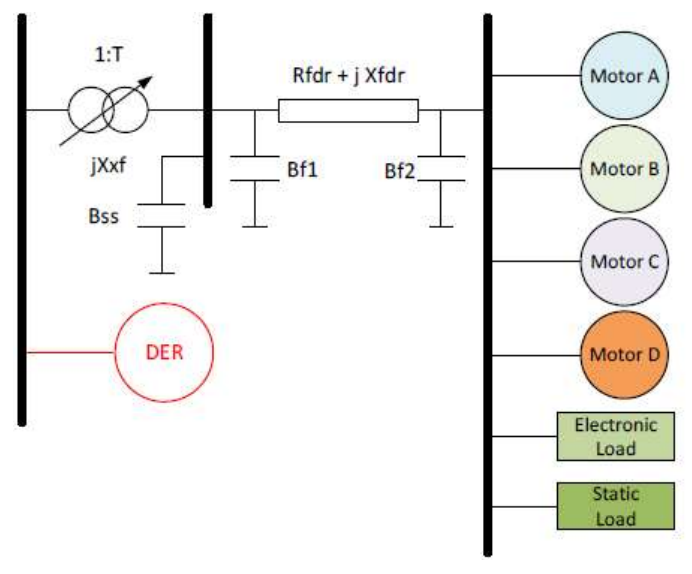 1:T
jXxf
Bss
DER
Rfdr + j Xfdr
Bf1
Bf2
Motor A
Motor B
Motor C
Motor D
Electronic
Load
Static
Load